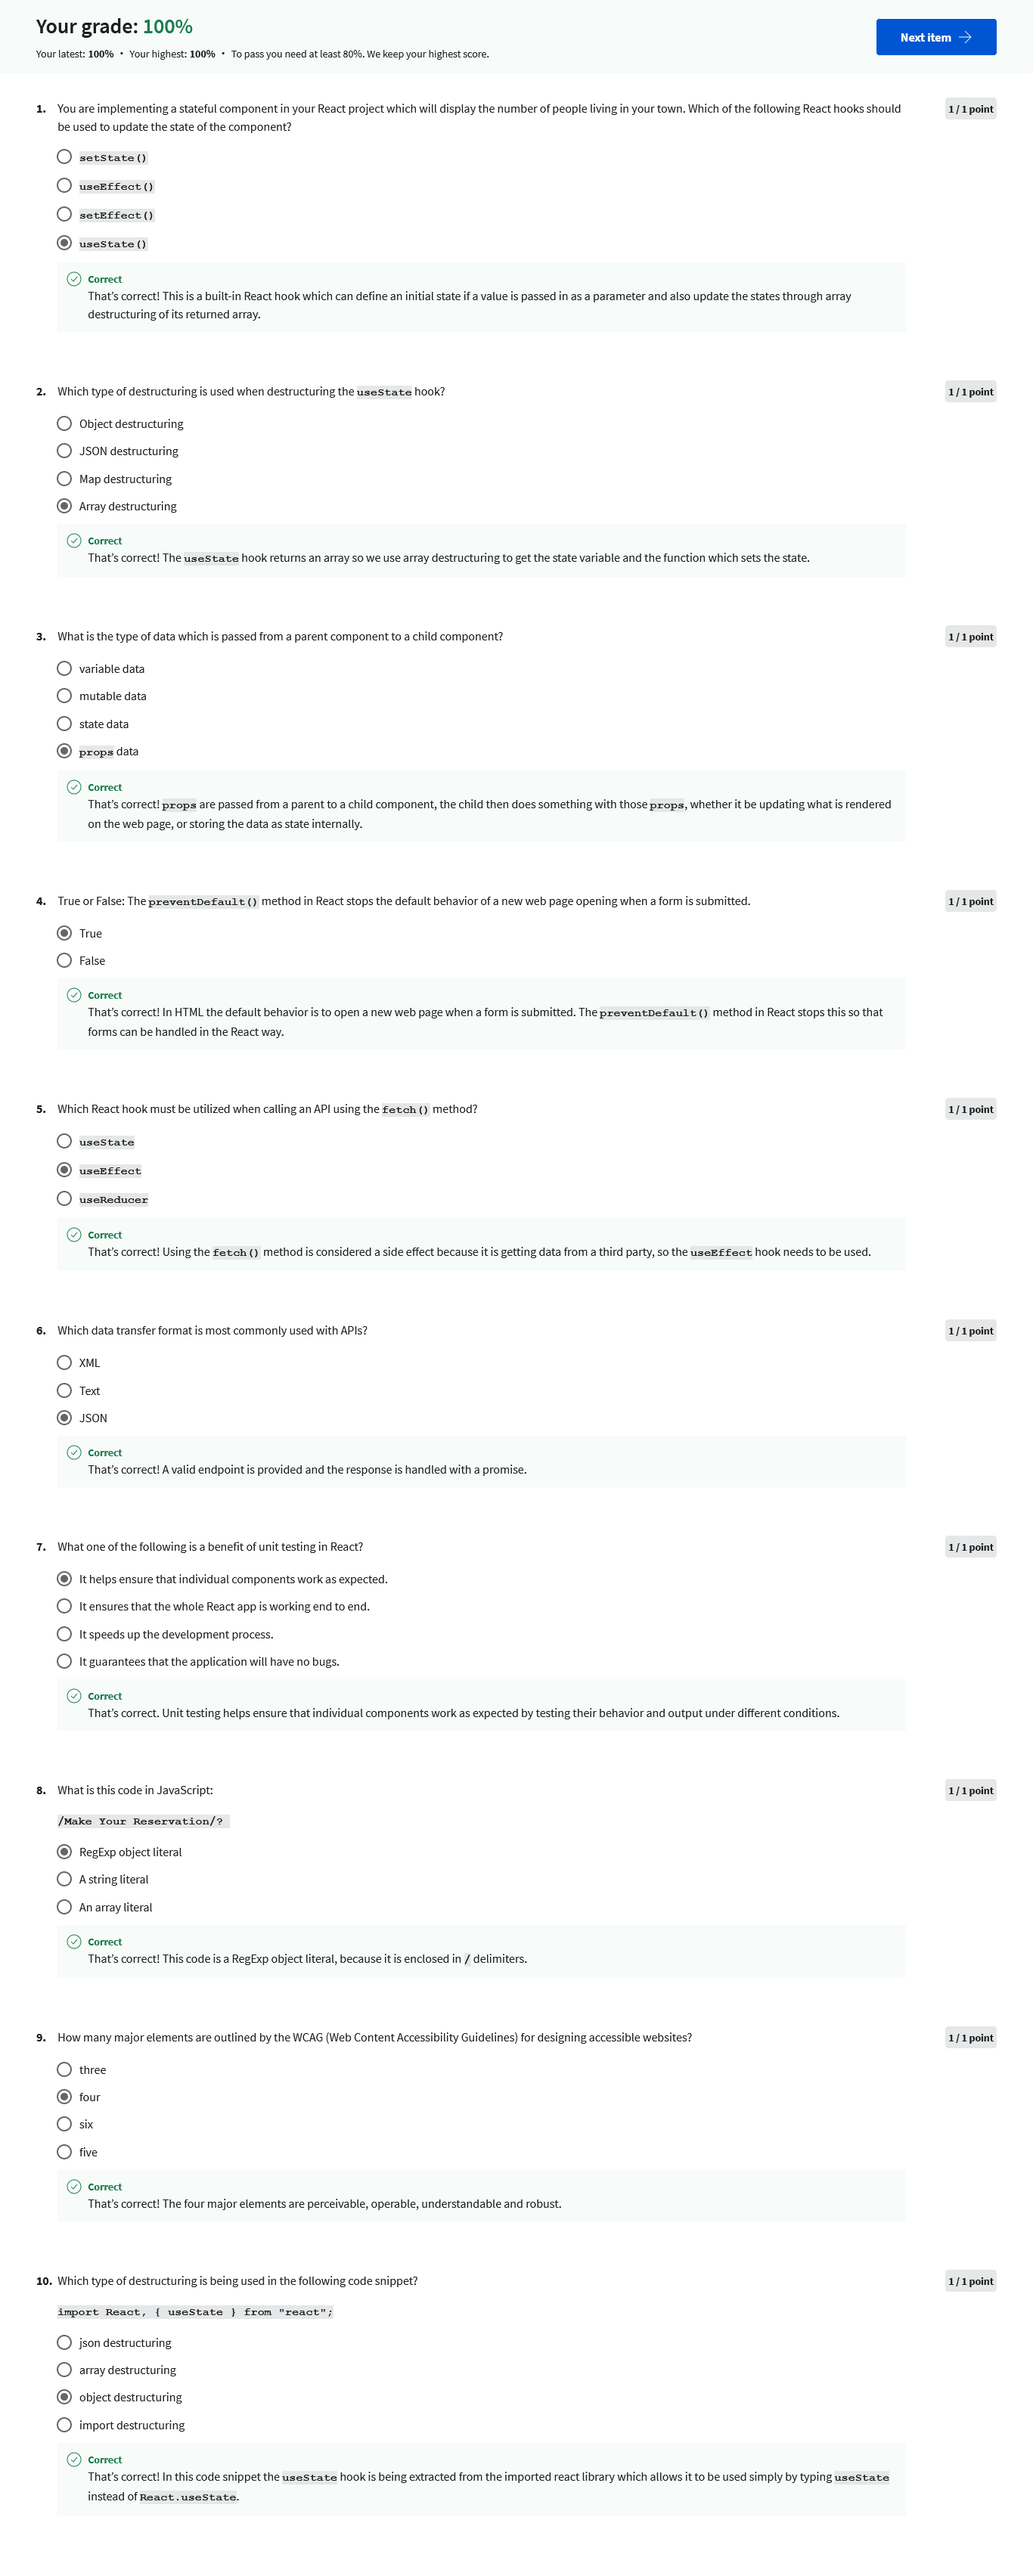 Your grade: 100%
Your latest: 100% • Your highest: 100% • To pass you need at least 80%. We keep your highest score.
Next item →
1. You are implementing a stateful component in your React project which will display the number of people living in your town. Which of the following React hooks should
be used to update the state of the component?
1 / 1 point
setState()
useEffect()
setEffect()
useState()
Correct
That's correct! This is a built-in React hook which can define an initial state if a value is passed in as a parameter and also update the states through array
destructuring of its returned array.
2. Which type of destructuring is used when destructuring the useState hook?
1 / 1 point
Object destructuring
JSON destructuring
Map destructuring
Array destructuring
Correct
That's correct! The useState hook returns an array so we use array destructuring to get the state variable and the function which sets the state.
3. What is the type of data which is passed from a parent component to a child component?
1 / 1 point
variable data
mutable data
state data
props data
Correct
That's correct! props are passed from a parent to a child component, the child then does something with those props, whether it be updating what is rendered
on the web page, or storing the data as state internally.
4. True or False: The preventDefault() method in React stops the default behavior of a new web page opening when a form is submitted.
1 / 1 point
True
False
Correct
That's correct! In HTML the default behavior is to open a new web page when a form is submitted. The preventDefault() method in React stops this so that
forms can be handled in the React way.
5. Which React hook must be utilized when calling an API using the fetch() method?
1 / 1 point
useState
useEffect
useReducer
Correct
That's correct! Using the fetch() method is considered a side effect because it is getting data from a third party, so the useEffect hook needs to be used.
6. Which data transfer format is most commonly used with APIs?
1 / 1 point
XML
Text
JSON
Correct
That's correct! A valid endpoint is provided and the response is handled with a promise.
7. What one of the following is a benefit of unit testing in React?
1 / 1 point
It helps ensure that individual components work as expected.
It ensures that the whole React app is working end to end.
It speeds up the development process.
It guarantees that the application will have no bugs.
Correct
That's correct. Unit testing helps ensure that individual components work as expected by testing their behavior and output under different conditions.
8. What is this code in JavaScript:
1 / 1 point
/Make Your Reservation/?
RegExp object literal
A string literal
An array literal
Correct
That's correct! This code is a RegExp object literal, because it is enclosed in / delimiters.
9. How many major elements are outlined by the WCAG (Web Content Accessibility Guidelines) for designing accessible websites?
1 / 1 point
three
four
six
five
Correct
That's correct! The four major elements are perceivable, operable, understandable and robust.
10. Which type of destructuring is being used in the following code snippet?
1 / 1 point
import React, { useState } from "react";
json destructuring
array destructuring
object destructuring
import destructuring
Correct
That's correct! In this code snippet the useState hook is being extracted from the imported react library which allows it to be used simply by typing useState
instead of React.useState.